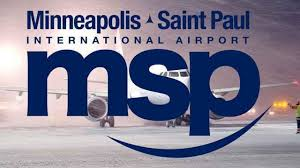 Minneapolis Saint Paul
INTERNATIONAL AIRPORT
msp